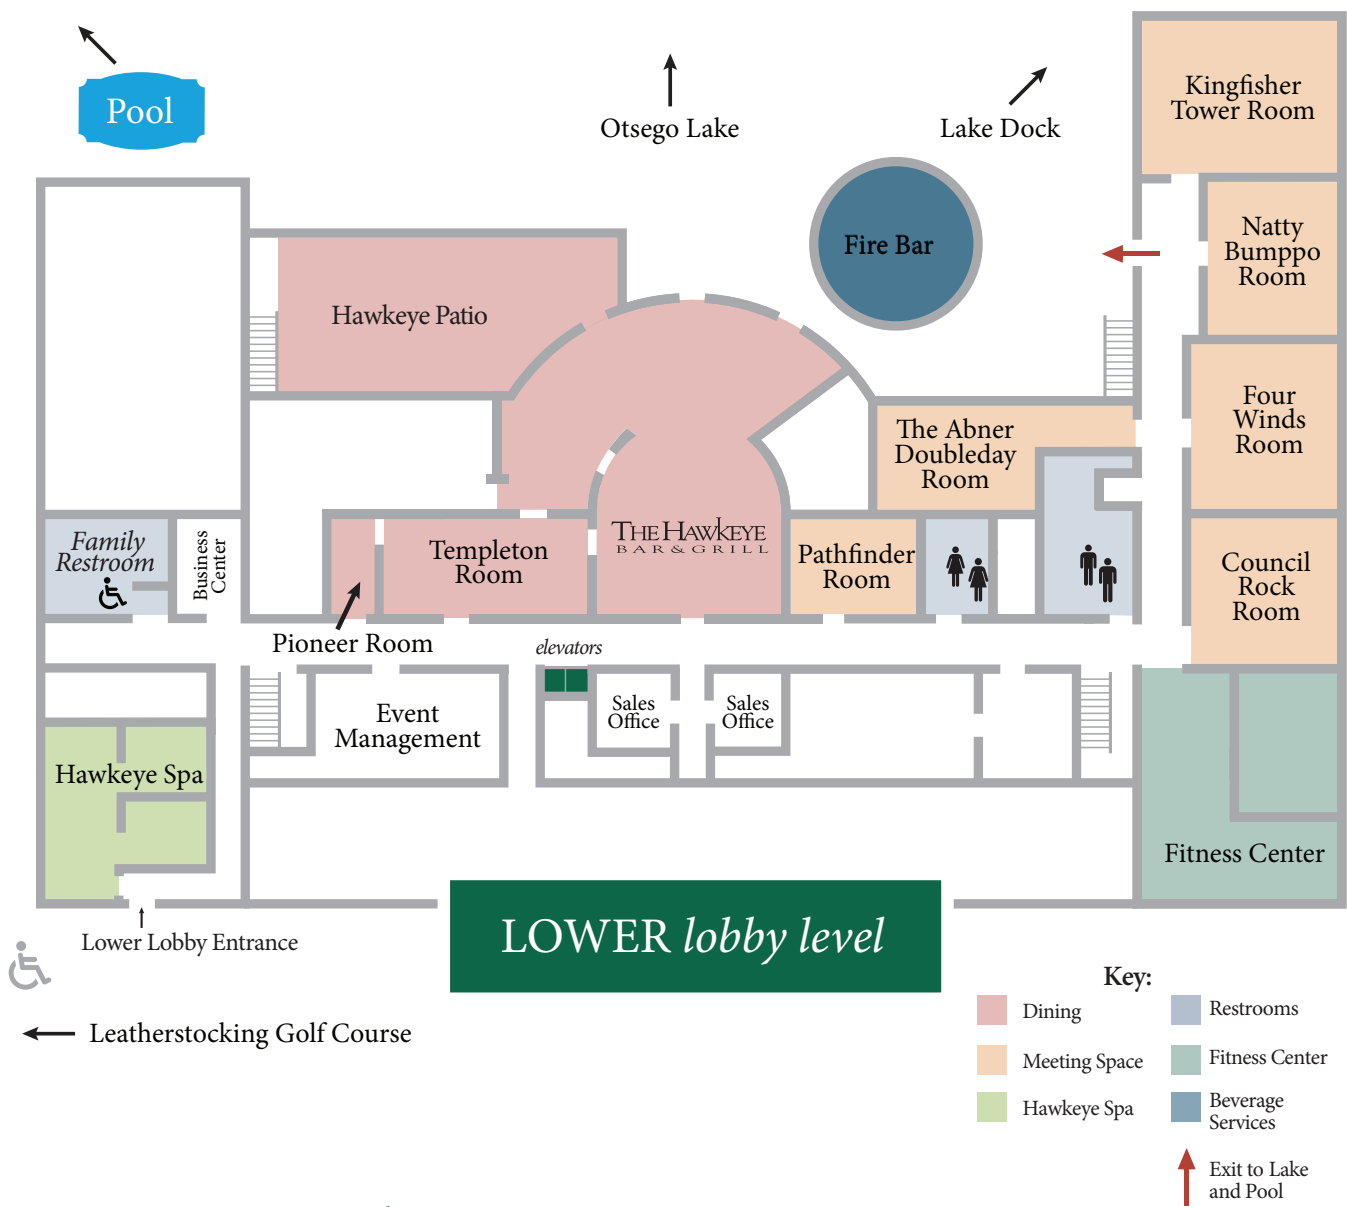 Pool
Otsego Lake
Lake Dock
Kingfisher
Tower Room
Natty
Bumppo
Room
Fire Bar
Hawkeye Patio
Four
Winds
Room
The Abner
Doubleday
Room
THE HAWKEYE
BAR & GRILL
Family
Restroom
Business
Center
Templeton
Room
Pathfinder
Room
Council
Rock
Room
Pioneer Room
elevators
Event
Management
Sales
Office
Sales
Office
Hawkeye Spa
Fitness Center
Lower Lobby Entrance
LOWER lobby level
Leatherstocking Golf Course
Key:
Dining
Meeting Space
Hawkeye Spa
Restrooms
Fitness Center
Beverage
Services
Exit to Lake
and Pool